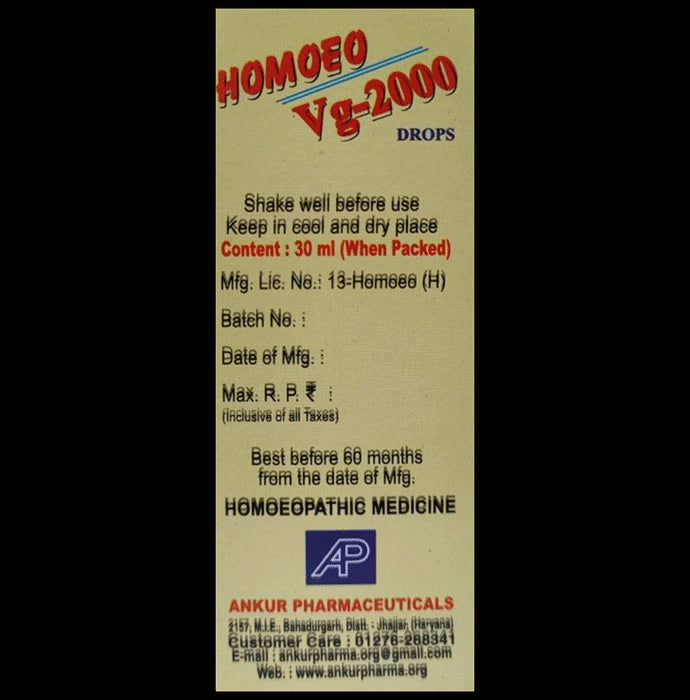 HOMOEO
Vg-2000
DROPS
Shake well before use
Keep in cool and dry place
Content : 30 ml (When Packed)
Mfg. Lic. No.: 13-Homoeo (H)
Batch No. :
Date of Mfg. :
Max. R. P. ₹ :
(Inclusive of all Taxes)
Best before 60 months
from the date of Mfg.
HOMOEOPATHIC MEDICINE
AP
ANKUR PHARMACEUTICALS
2157, M.I.E., Bahadurgarh, Distt. - Jhajjar, (Haryana)
Customer Care : 01276-268341
E-mail : ankurpharma.org@gmail.com
Web. : www.ankurpharma.org